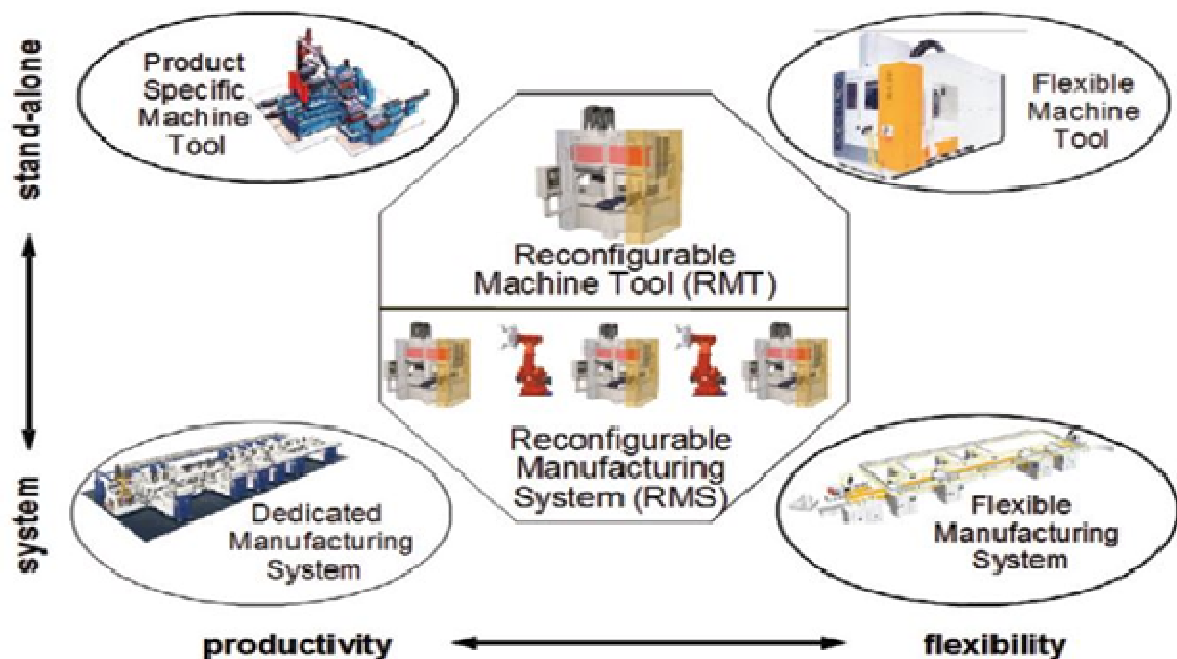 stand-alone
system
Product
Specific
Machine
Tool
Flexible
Machine
Tool
Reconfigurable
Machine Tool (RMT)
Reconfigurable
Manufacturing
System (RMS)
Dedicated
Manufacturing
System
Flexible
Manufacturing
System
productivity
flexibility